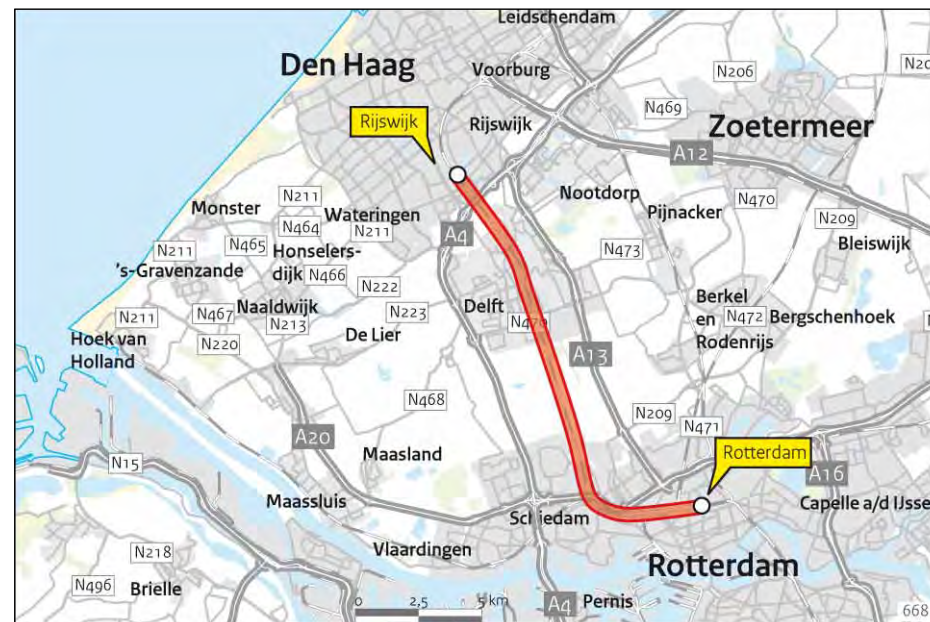 Leidschendam
Den Haag
Voorburg
N206
N469
Rijswijk
Rijswijk
Zoetermeer
A12
Nootdorp
N470
N211
Monster
Wateringen
N464
N211
Pijnacker
N209
A4
N465
Honselers-
dijk
N473
Bleiswijk
N211
's-Gravenzande
N466
N222
Berkel
en
Rodenrijs
Naaldwijk
N467
N213
N223
Delft
N472
Bergschenhoek
N211
De Lier
N220
Hoek van
Holland
A13
N468
N209
N471
A20
Maasland
Rotterdam
N15
A16
Maassluis
Schiedam
Capelle a/d IJsse
Vlaardingen
N218
Rotterdam
N496
Brielle
0 2,5 5 km
A4
Pernis
668